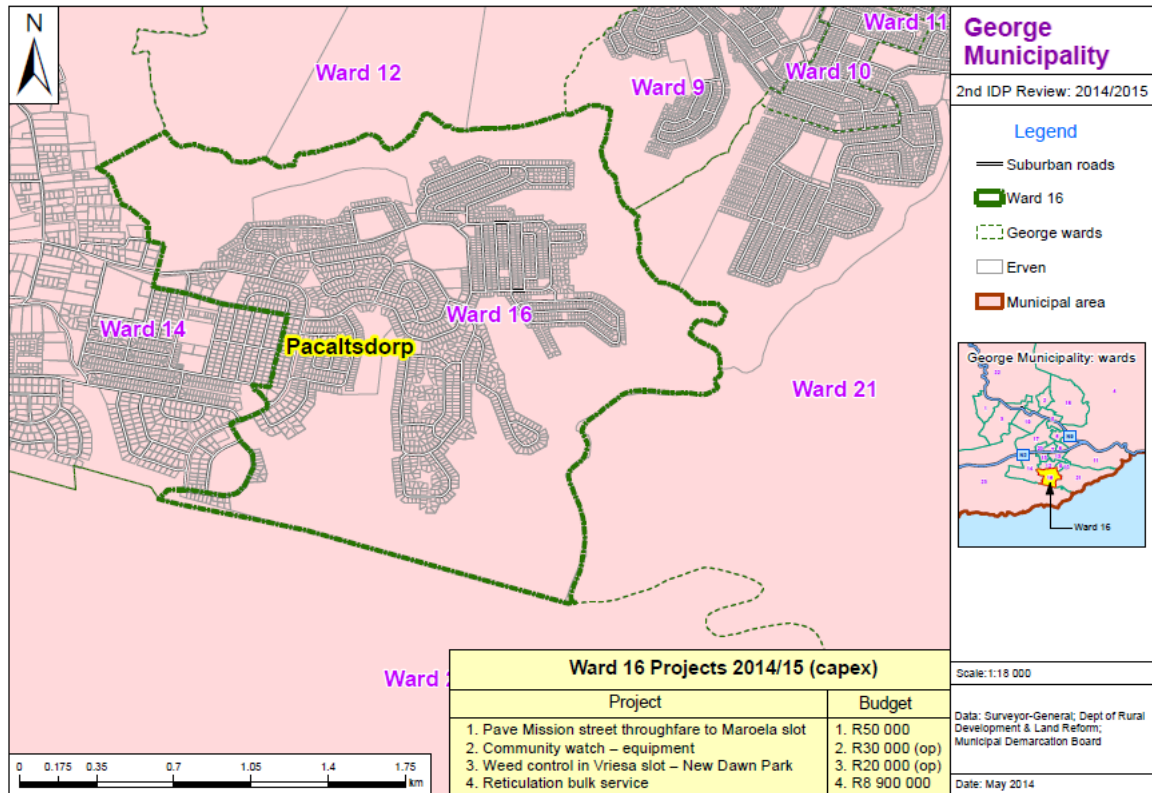 N
Ward 12
Ward 9
Ward 10
Ward 11
Ward 14
Pacaltsdorp
Ward 16
Ward 21
Ward
George
Municipality
2nd IDP Review: 2014/2015
Legend
Suburban roads
Ward 16
George wards
Erven
Municipal area
George Municipality: wards
Ward 16
Ward 16 Projects 2014/15 (capex)
Project Budget
1. Pave Mission street throughfare to Maroela slot 1. R50 000
2. Community watch – equipment 2. R30 000 (op)
3. Weed control in Vriesa slot – New Dawn Park 3. R20 000 (op)
4. Reticulation bulk service 4. R8 900 000
0 0.175 0.35 0.7 1.05 1.4 1.75
km
Scale:1:18 000
Data: Surveyor-General; Dept of Rural
Development & Land Reform;
Municipal Demarcation Board
Date: May 2014